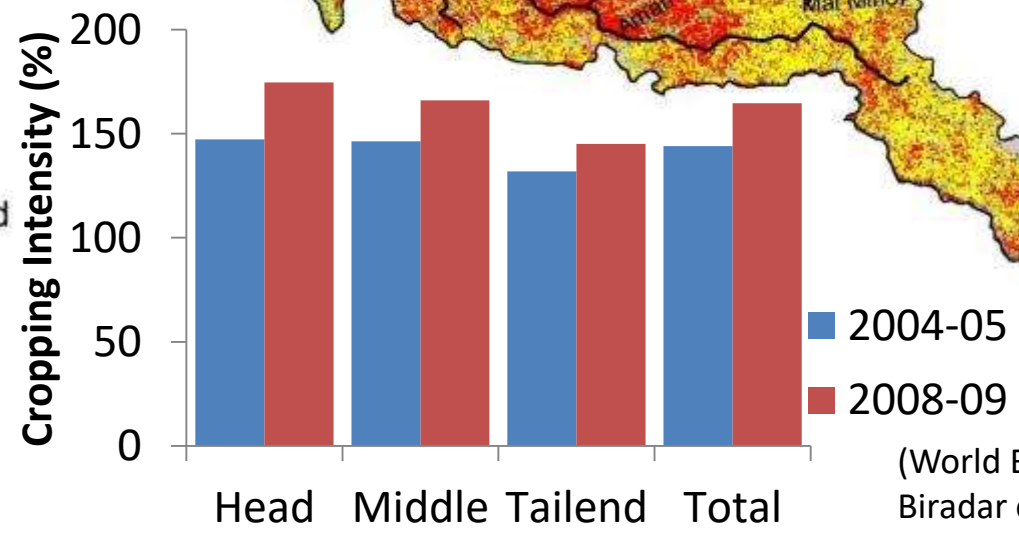 Cropping Intensity (%)
200
150
100
50
0
Head Middle Tailend Total
2004-05
2008-09
(World
Biradar